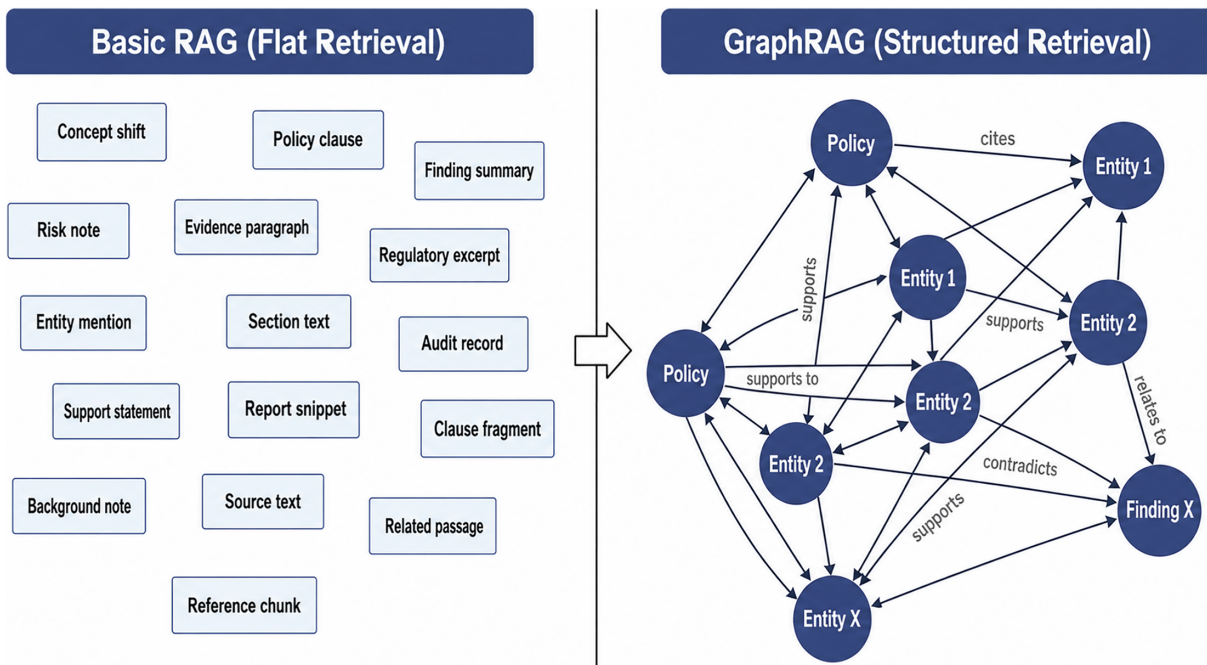 Basic RAG (Flat Retrieval)
Concept shift
Policy clause
Finding summary
Risk note
Evidence paragraph
Regulatory excerpt
Entity mention
Section text
Audit record
Support statement
Report snippet
Clause fragment
Background note
Source text
Related passage
Reference chunk
GraphRAG (Structured Retrieval)
Policy
cites
Entity 1
supports
Entity 1
supports
Entity 2
Policy
supports to
Entity 2
relates to
Entity 2
contradicts
supports
Finding X
Entity X